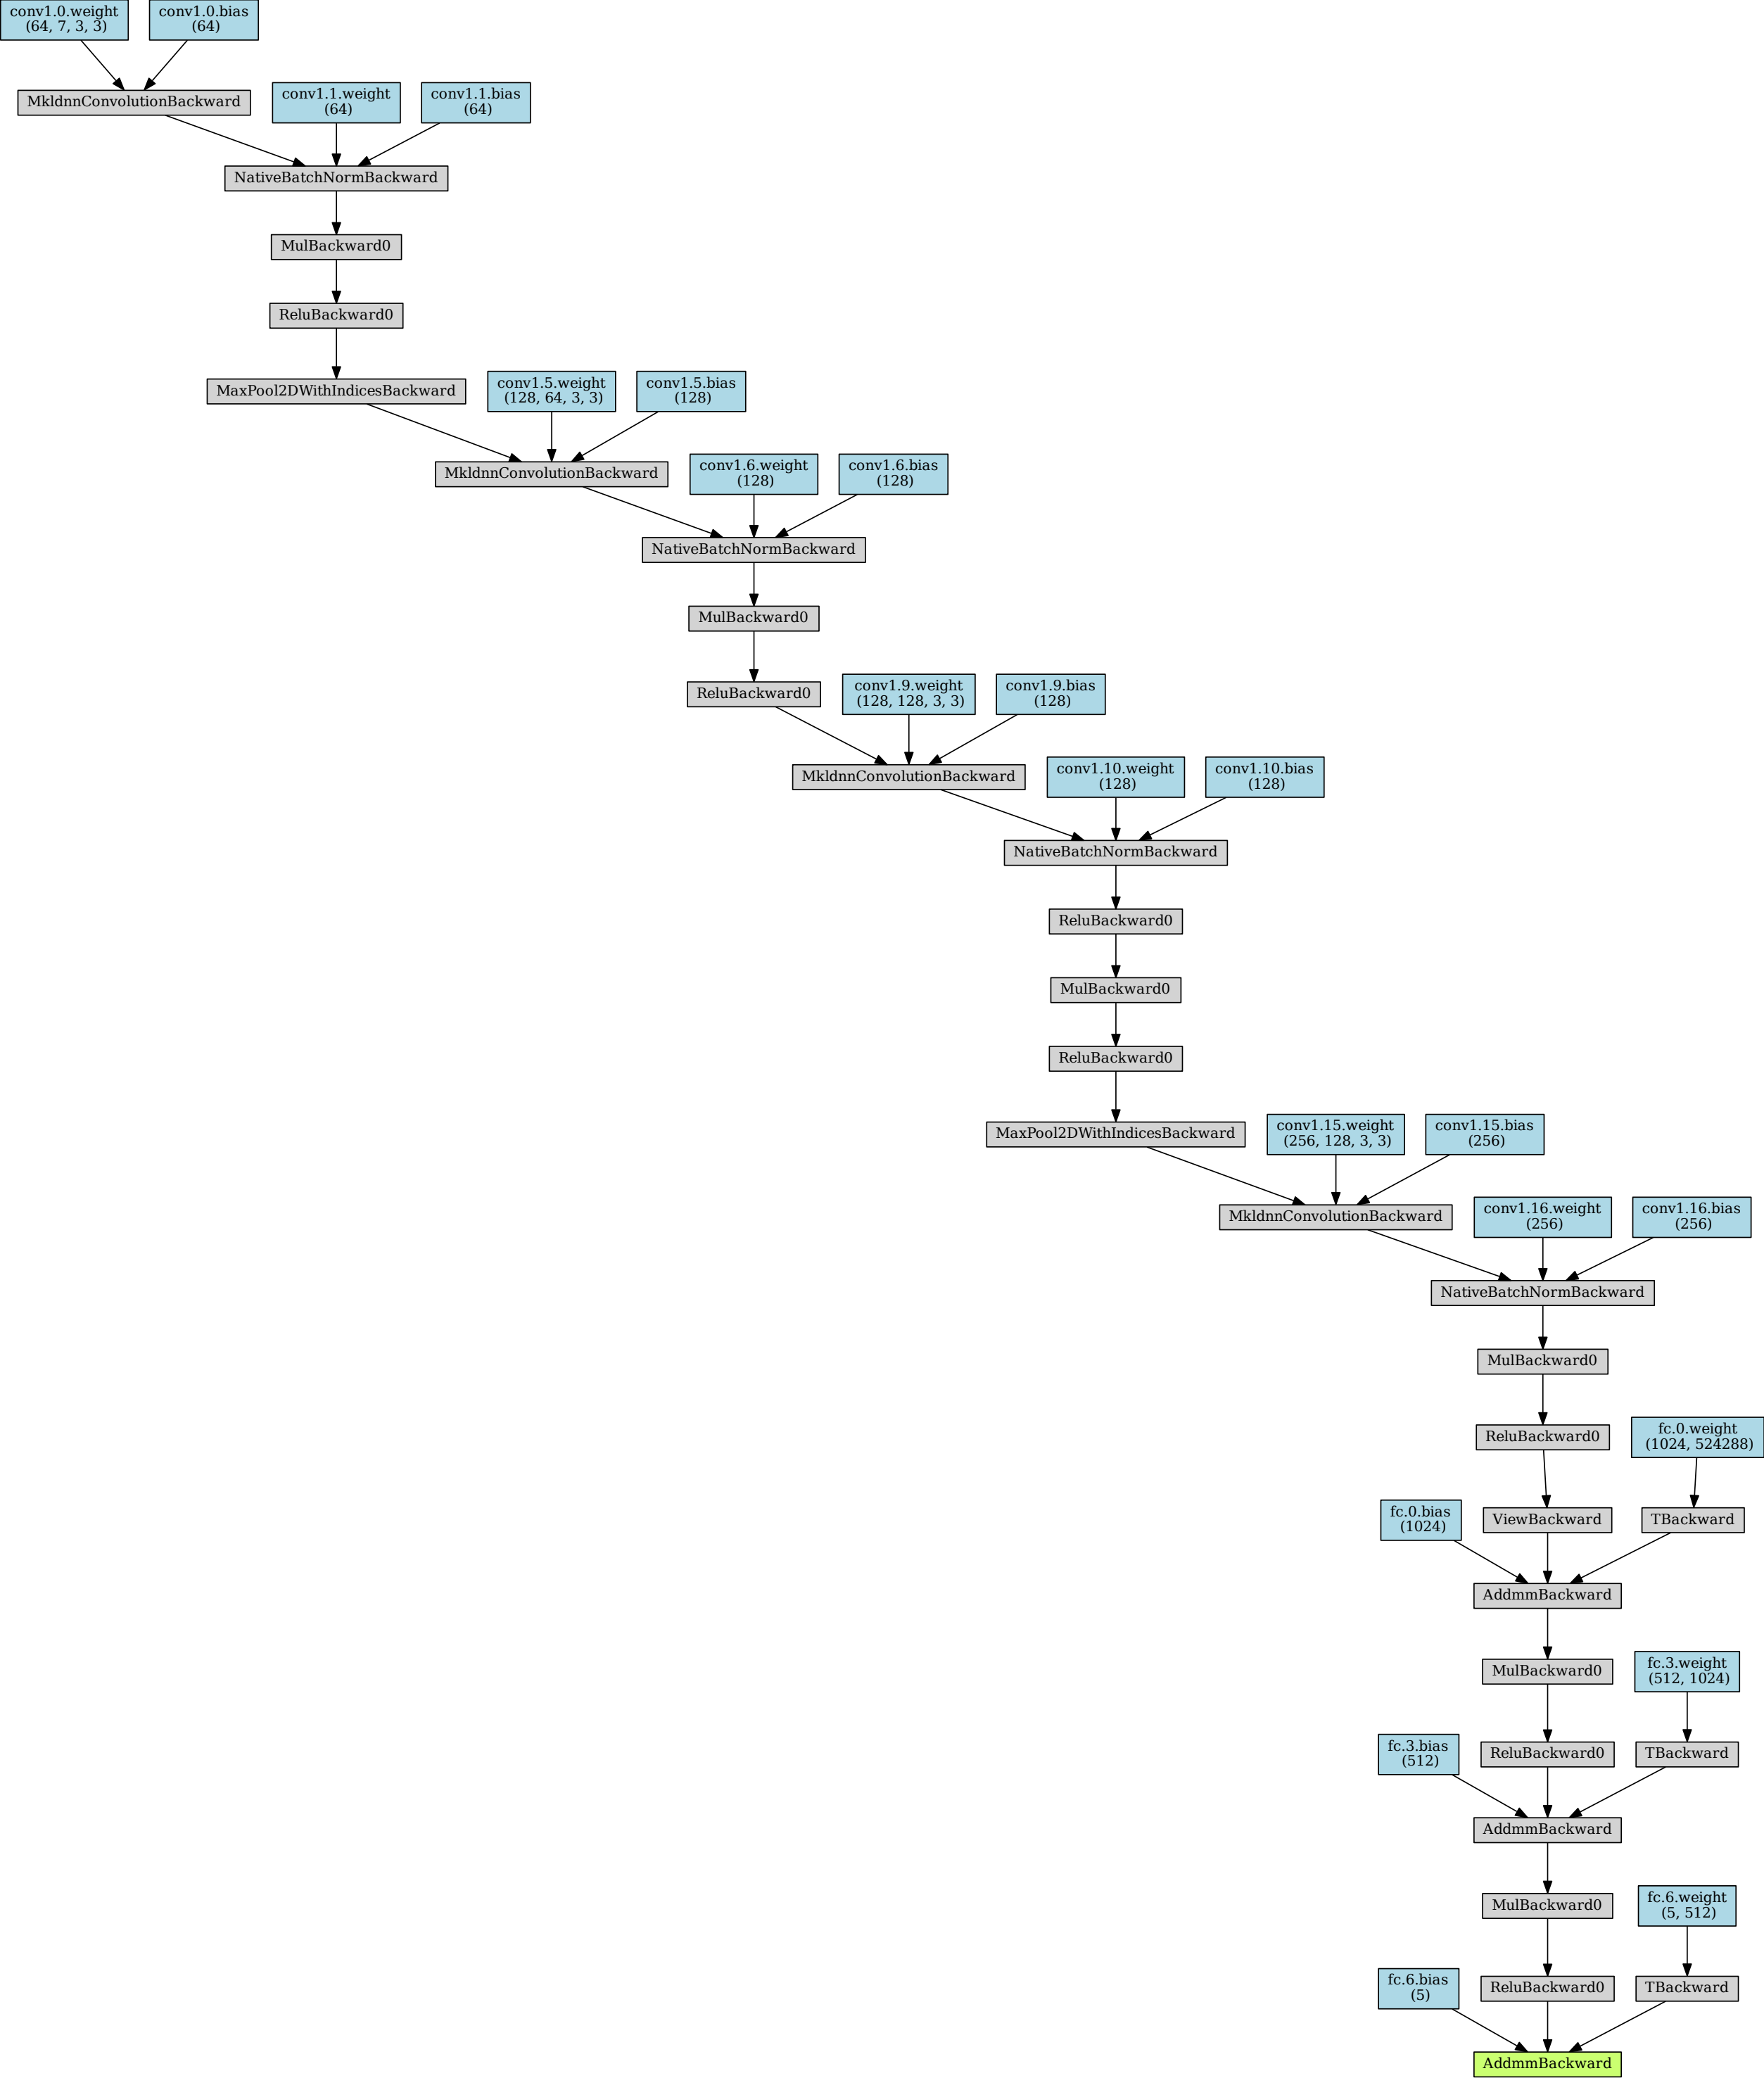 conv1.0.weight
(64, 7, 3, 3)
conv1.0.bias
(64)
MkldnnConvolutionBackward
conv1.1.weight
(64)
conv1.1.bias
(64)
NativeBatchNormBackward
MulBackward0
ReluBackward0
MaxPool2DWithIndicesBackward
conv1.5.weight
(128, 64, 3, 3)
conv1.5.bias
(128)
MkldnnConvolutionBackward
conv1.6.weight
(128)
conv1.6.bias
(128)
NativeBatchNormBackward
MulBackward0
ReluBackward0
conv1.9.weight
(128, 128, 3, 3)
conv1.9.bias
(128)
MkldnnConvolutionBackward
conv1.10.weight
(128)
conv1.10.bias
(128)
NativeBatchNormBackward
ReluBackward0
MulBackward0
ReluBackward0
MaxPool2DWithIndicesBackward
conv1.15.weight
(256, 128, 3, 3)
conv1.15.bias
(256)
MkldnnConvolutionBackward
conv1.16.weight
(256)
conv1.16.bias
(256)
NativeBatchNormBackward
MulBackward0
ReluBackward0
fc.0.weight
(1024, 524288)
fc.0.bias
(1024)
ViewBackward
TBackward
AddmmBackward
MulBackward0
fc.3.weight
(512, 1024)
fc.3.bias
(512)
ReluBackward0
TBackward
AddmmBackward
MulBackward0
fc.6.weight
(5, 512)
fc.6.bias
(5)
ReluBackward0
TBackward
AddmmBackward